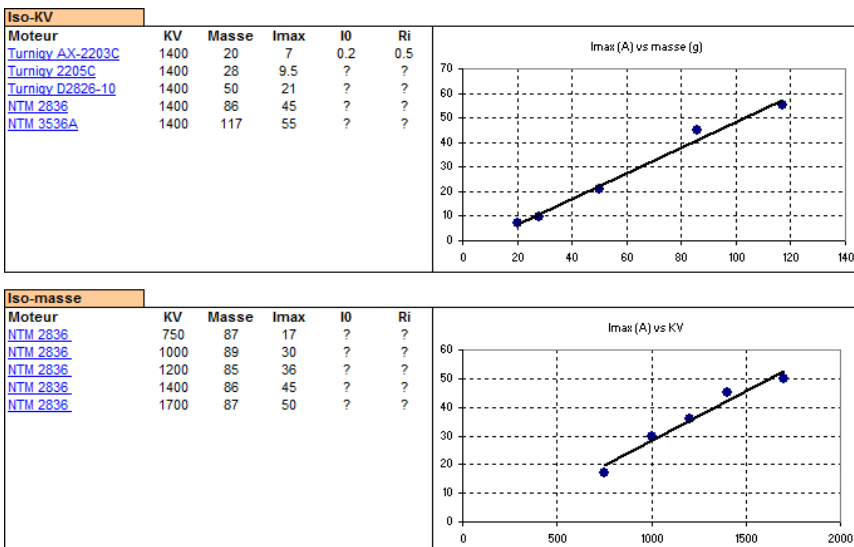 Iso-KV
Moteur KV Masse Imax I0 Ri
Turnigy AX-2203C 1400 20 7 0.2 0.5
Turnigy 2205C 1400 28 9.5 ? ?
Turnigy D2826-10 1400 50 21 ? ?
NTM 2836 1400 86 45 ? ?
NTM 3536A 1400 117 55 ? ?
Imax (A) vs masse (g)
70
60
50
40
30
20
10
0
0 20 40 60 80 100 120 140
Iso-masse
Moteur KV Masse Imax I0 Ri
NTM 2836 750 87 17 ? ?
NTM 2836 1000 89 30 ? ?
NTM 2836 1200 85 36 ? ?
NTM 2836 1400 86 45 ? ?
NTM 2836 1700 87 50 ? ?
Imax (A) vs KV
60
50
40
30
20
10
0
0 500 1000 1500 2000